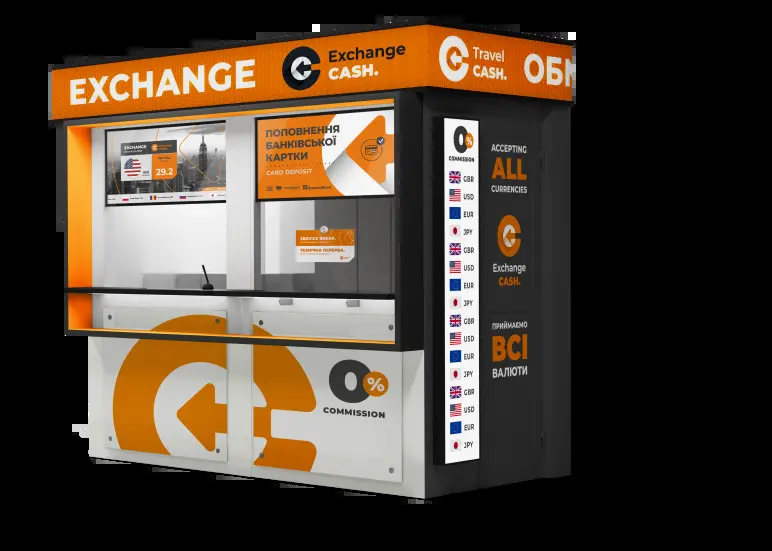 EXCHANGE
Exchange
CASH.
Travel
CASH.
ОБМ
EXCHANGE
29.2
ПОПОВНЕННЯ
БАНКІВСЬКОЇ
КАРТКИ
CARD DEPOSIT
SERVICE BREAK.
ТЕХНІЧНА ПЕРЕРВА.
0%
COMMISSION
0%
COMMISSION
GBR
USD
EUR
JPY
GBR
USD
EUR
JPY
GBR
USD
EUR
JPY
GBR
USD
EUR
JPY
ACCEPTING
ALL
CURRENCIES
Exchange
CASH.
ПРИЙМАЄМО
ВСІ
ВАЛЮТИ